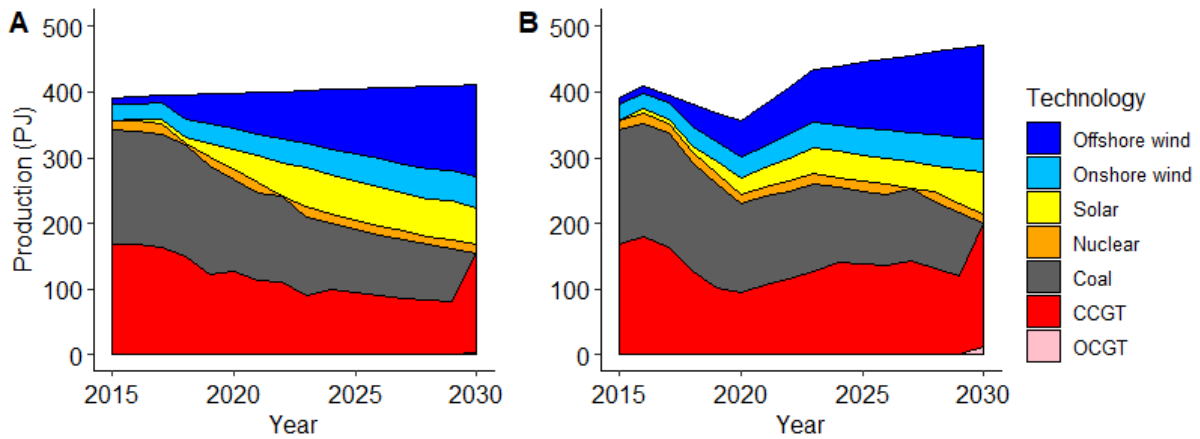 A
Production (PJ)
500
400
300
200
100
0
2015 2020 2025 2030
Year
B
500
400
300
200
100
0
2015 2020 2025 2030
Year
Technology
Offshore wind
Onshore wind
Solar
Nuclear
Coal
CCGT
OCGT